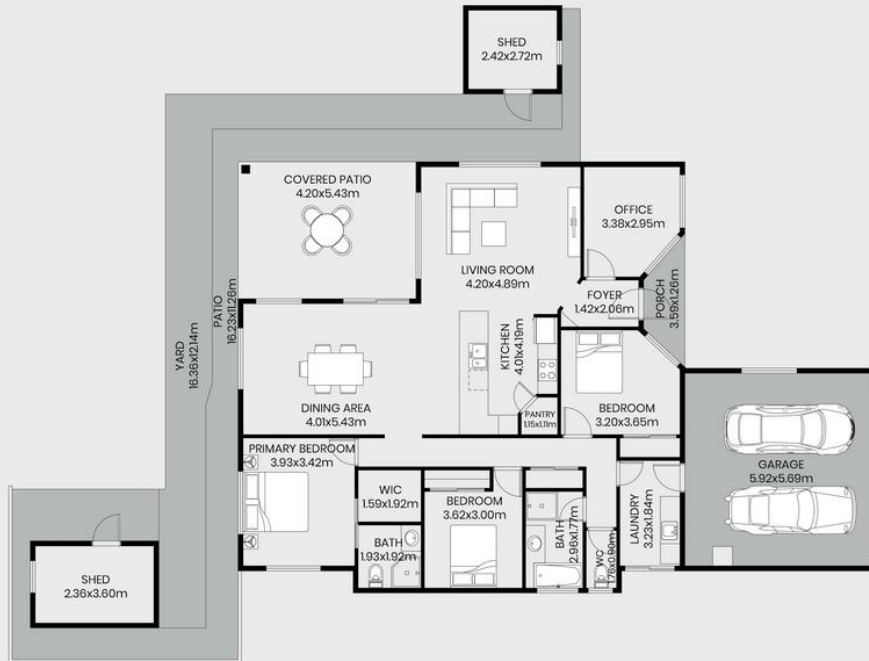 SHED
2.42x2.72m
COVERED PATIO
4.20x5.43m
OFFICE
3.38x2.95m
LIVING ROOM
4.20x4.89m
FOYER
1.42x2.06m
PORCH
3.59x1.26m
PATIO
16.23x11.26m
YARD
16.36x12.14m
KITCHEN
4.01x4.19m
DINING AREA
4.01x5.43m
PANTRY
1.15x1.11m
BEDROOM
3.20x3.65m
PRIMARY BEDROOM
3.93x3.42m
GARAGE
5.92x5.69m
WIC
1.59x1.92m
BEDROOM
3.62x3.00m
BATH
2.96x1.77m
LAUNDRY
3.23x1.84m
BATH
1.93x1.92m
WC
1.76x0.90m
SHED
2.36x3.60m